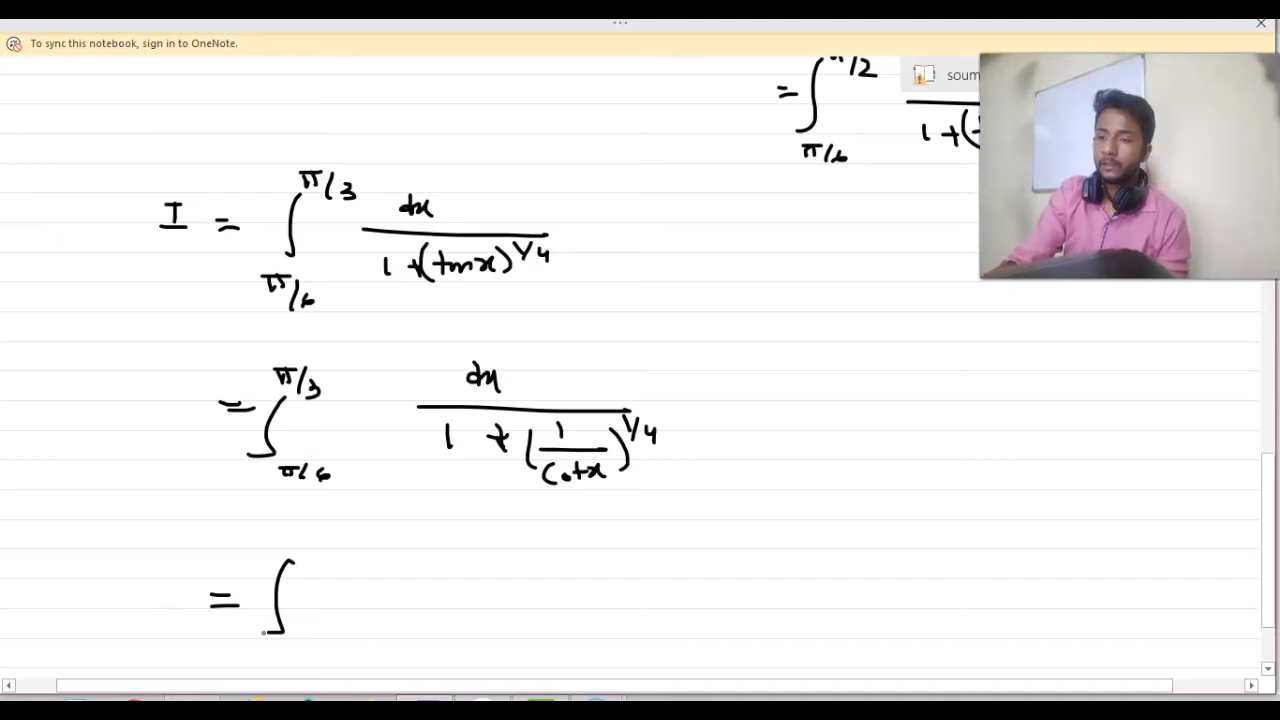 To sync this notebook, sign in to OneNote.
soum
= ∫ π/2 π/6 1 + (
I = ∫ π/3 π/6 dx / 1 + (tan x)^1/4
= ∫ π/3 π/6 dx / 1 + (1 / cot x)^1/4
= ∫